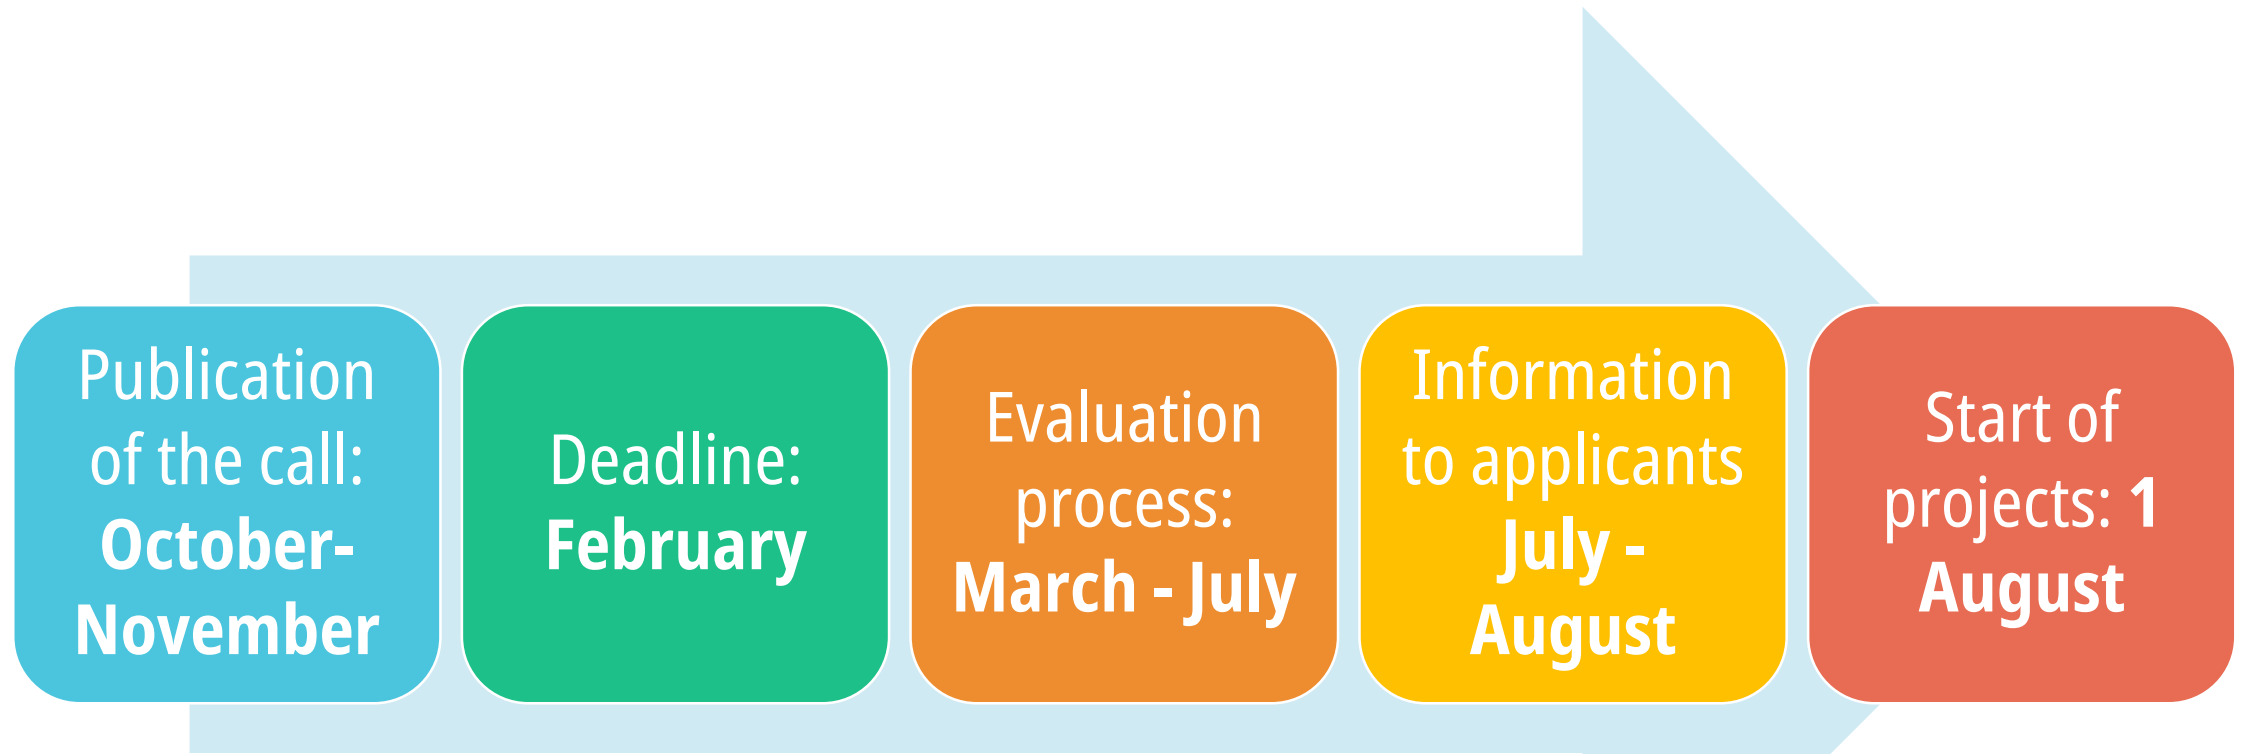 Publication
of the call:
October-
November
Deadline:
February
Evaluation
process:
March - July
Information
to applicants
July -
August
Start of
projects: 1
August